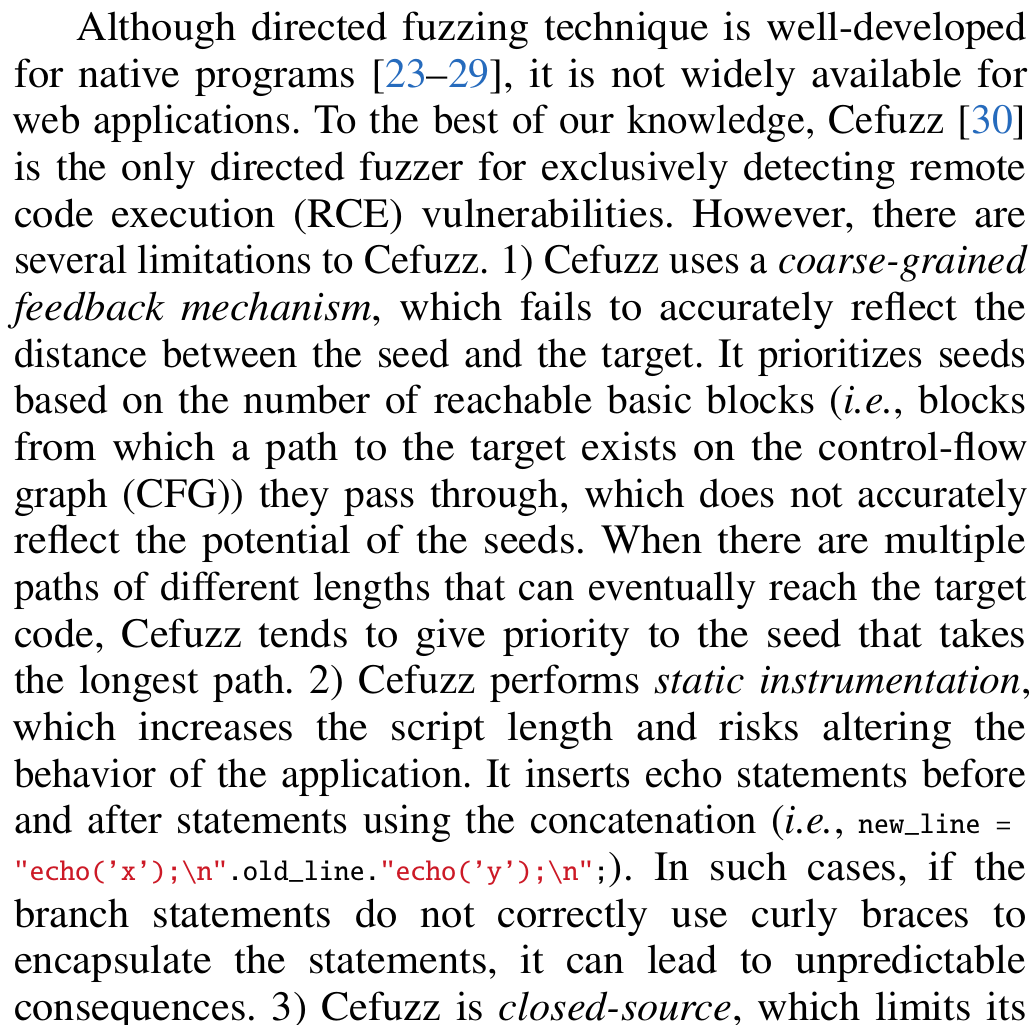 Although directed fuzzing technique is well-developed
for native programs [23–29], it is not widely available for
web applications. To the best of our knowledge, Cefuzz [30]
is the only directed fuzzer for exclusively detecting remote
code execution (RCE) vulnerabilities. However, there are
several limitations to Cefuzz. 1) Cefuzz uses a coarse-grained
feedback mechanism, which fails to accurately reflect the
distance between the seed and the target. It prioritizes seeds
based on the number of reachable basic blocks (i.e., blocks
from which a path to the target exists on the control-flow
graph (CFG)) they pass through, which does not accurately
reflect the potential of the seeds. When there are multiple
paths of different lengths that can eventually reach the target
code, Cefuzz tends to give priority to the seed that takes
the longest path. 2) Cefuzz performs static instrumentation,
which increases the script length and risks altering the
behavior of the application. It inserts echo statements before
and after statements using the concatenation (i.e., new_line =
"echo(’x’);\n".old_line."echo(’y’);\n";). In such cases, if the
branch statements do not correctly use curly braces to
encapsulate the statements, it can lead to unpredictable
consequences. 3) Cefuzz is closed-source, which limits its